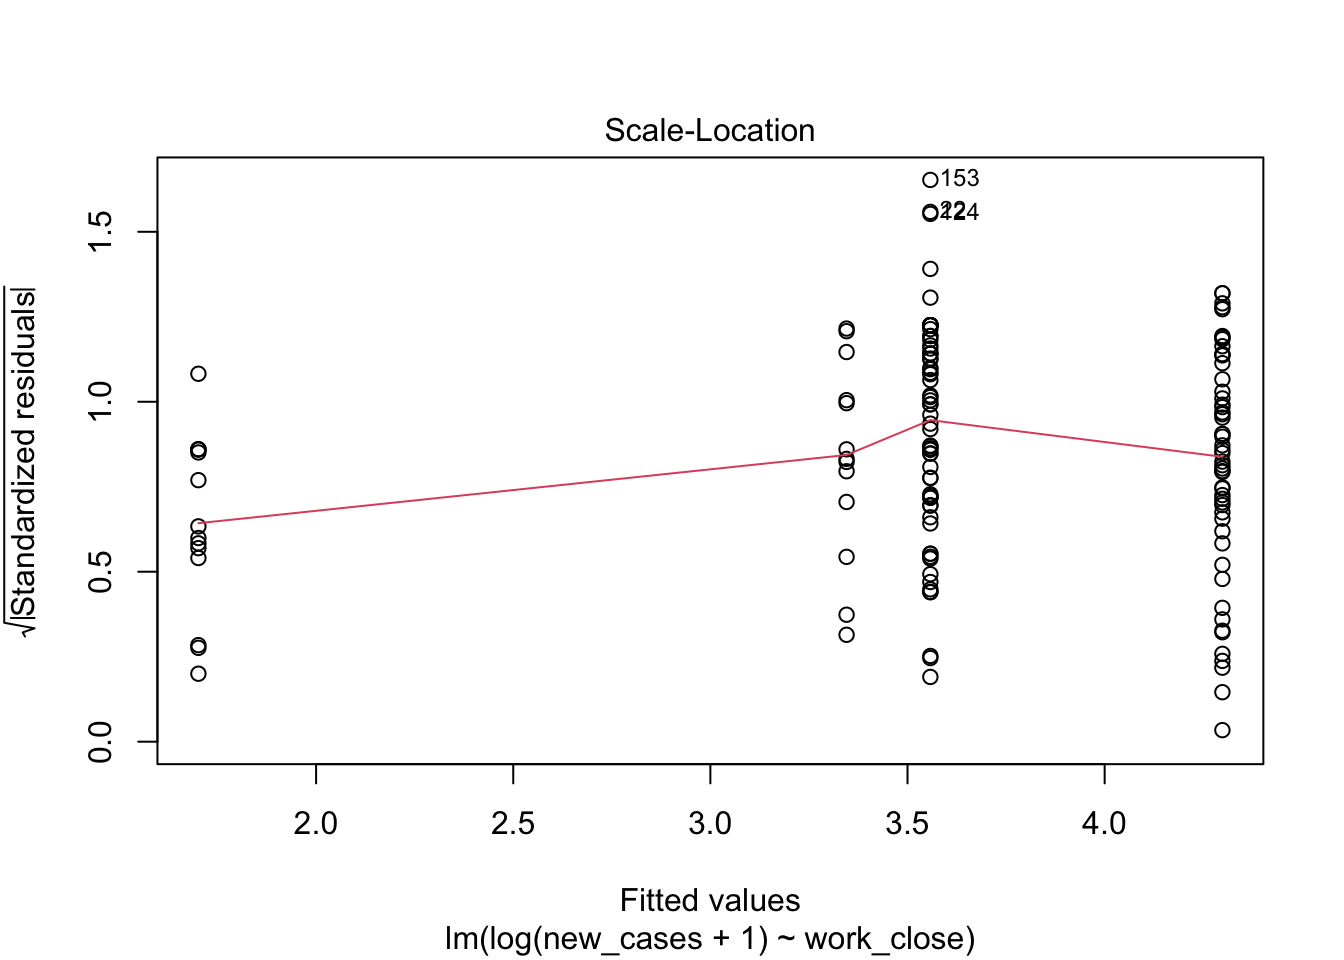 Scale-Location
√|Standardized residuals|
1.5
1.0
0.5
0.0
153
124
2.0 2.5 3.0 3.5 4.0
Fitted values
lm(log(new_cases + 1) ~ work_close)